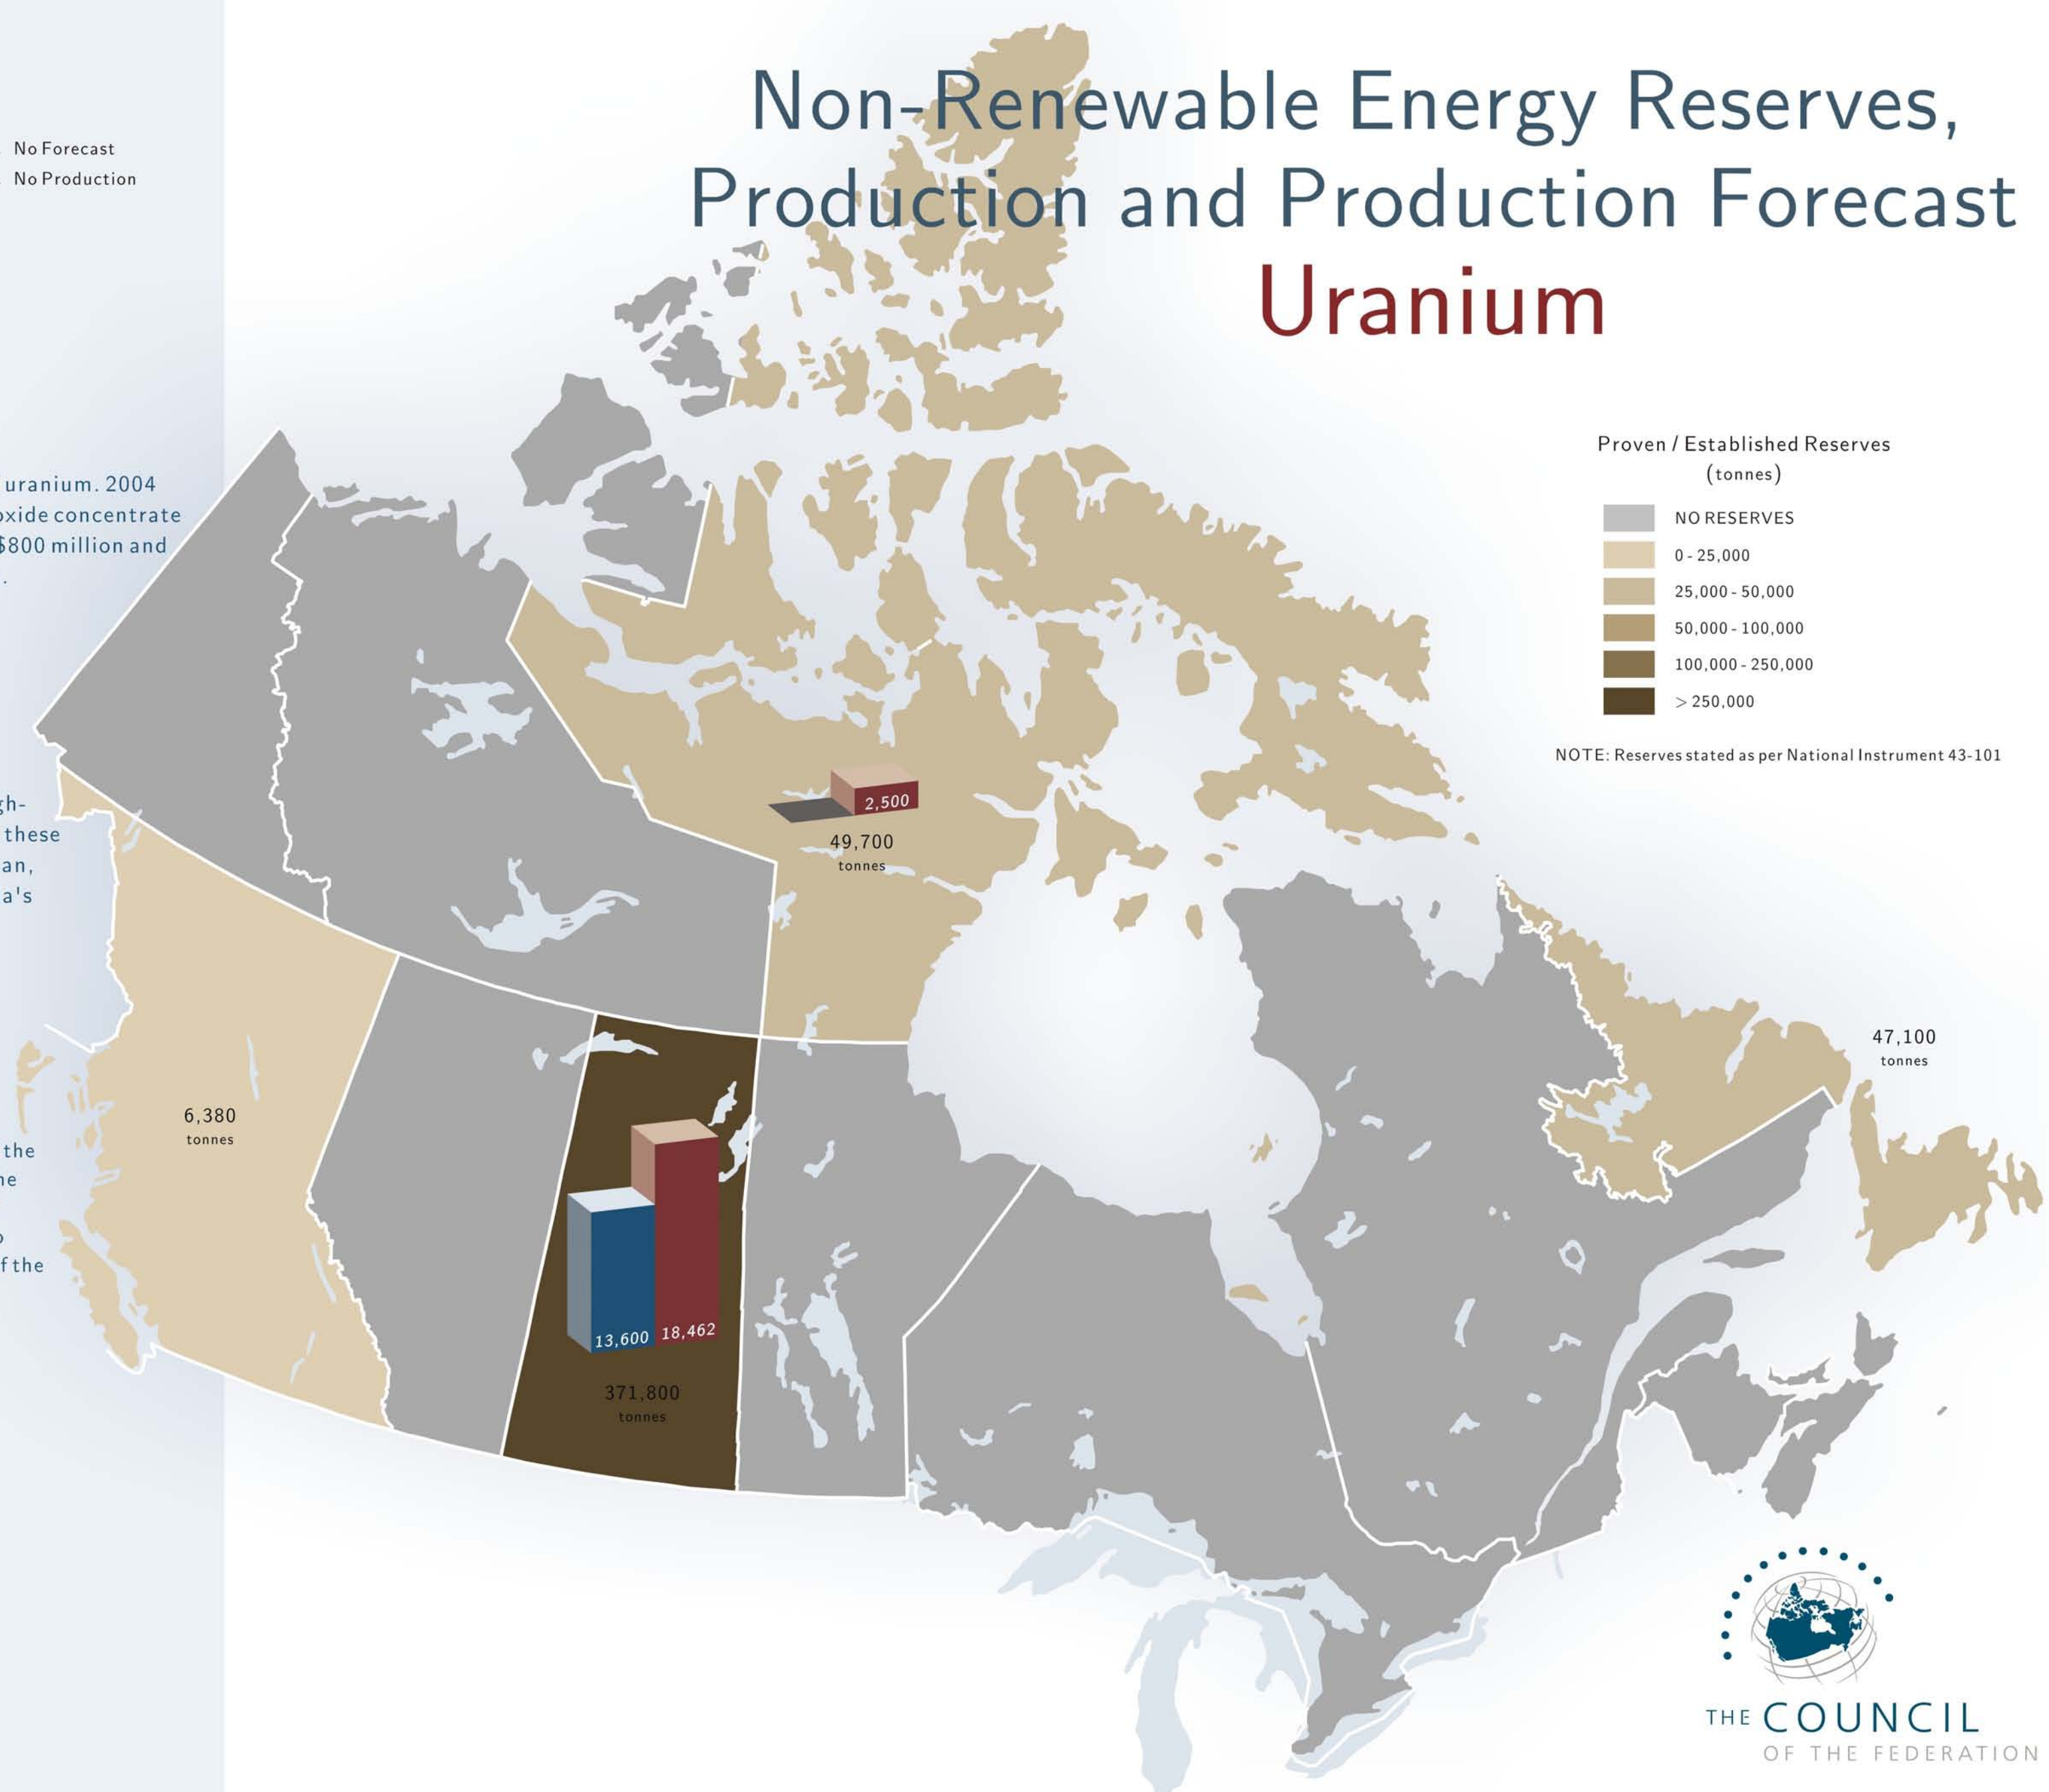 Non-Renewable Energy Reserves,
Production and Production Forecast
Uranium
No Forecast
No Production
uranium. 2004
oxide concentrate
$800 million and
.
gh-
these
an,
a's
the
he
f the
Proven / Established Reserves
(tonnes)
NO RESERVES
0 - 25,000
25,000 - 50,000
50,000 - 100,000
100,000 - 250,000
> 250,000
NOTE: Reserves stated as per National Instrument 43-101
2,500
49,700
tonnes
47,100
tonnes
6,380
tonnes
13,600 18,462
371,800
tonnes
THE COUNCIL
OF THE FEDERATION